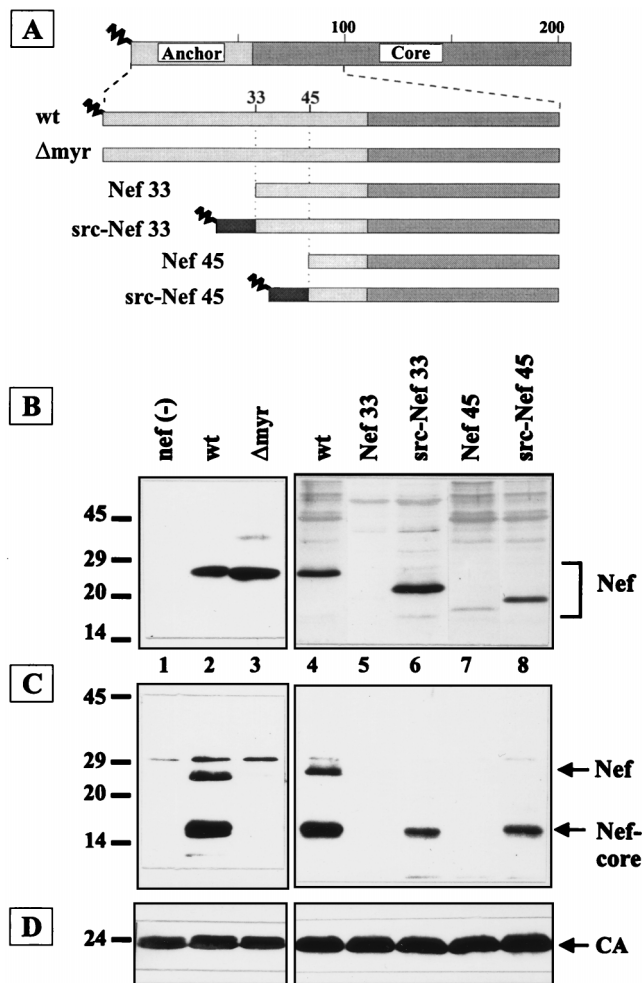 A
100
200
Anchor
Core
33
45
wt
Δmyr
Nef 33
src-Nef 33
Nef 45
src-Nef 45
B
nef (-)
wt
Δmyr
wt
Nef 33
src-Nef 33
Nef 45
src-Nef 45
45
29
20
14
Nef
1 2 3 4 5 6 7 8
C
45
29
20
14
Nef
Nef-
core
D
24
CA